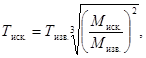 Tиск. = Tизв. ∛((Mиск. / Mизв.)²),